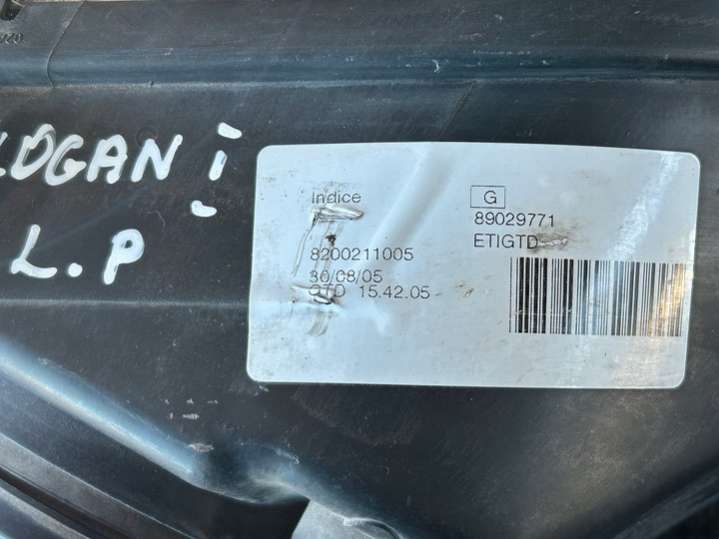 LOGAN i
L.P
Indice
G
89029771
ETIGTD
8200211005
30/08/05
GTD 15.42.05